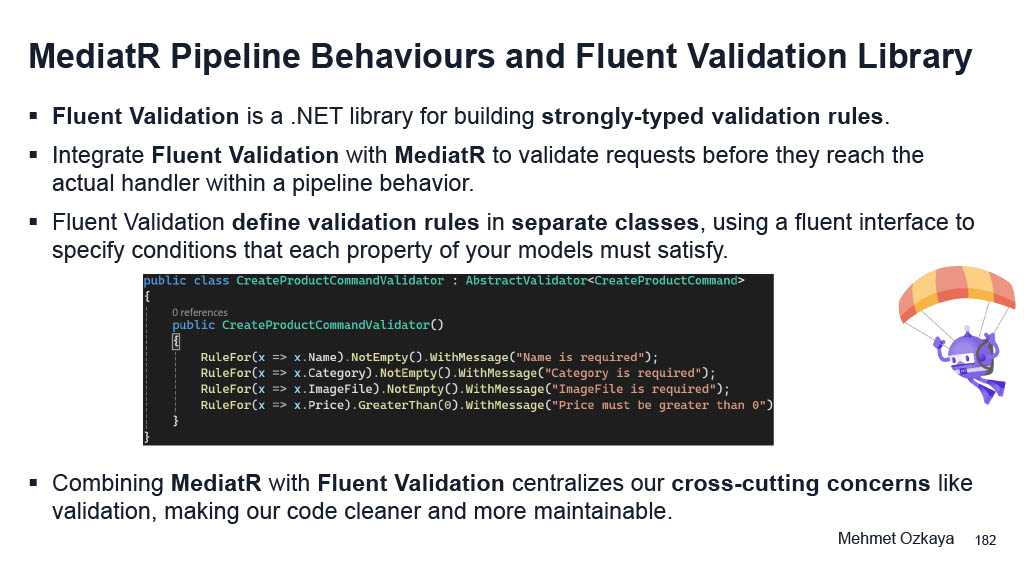 MediatR Pipeline Behaviours and Fluent Validation Library
▪ Fluent Validation is a .NET library for building strongly-typed validation rules.
▪ Integrate Fluent Validation with MediatR to validate requests before they reach the
actual handler within a pipeline behavior.
▪ Fluent Validation define validation rules in separate classes, using a fluent interface to
specify conditions that each property of your models must satisfy.
public class CreateProductCommandValidator : AbstractValidator<CreateProductCommand>
{
0 references
public CreateProductCommandValidator()
{
RuleFor(x => x.Name).NotEmpty().WithMessage("Name is required");
RuleFor(x => x.Category).NotEmpty().WithMessage("Category is required");
RuleFor(x => x.ImageFile).NotEmpty().WithMessage("ImageFile is required");
RuleFor(x => x.Price).GreaterThan(0).WithMessage("Price must be greater than 0")
}
}
▪ Combining MediatR with Fluent Validation centralizes our cross-cutting concerns like
validation, making our code cleaner and more maintainable.
Mehmet Ozkaya 182